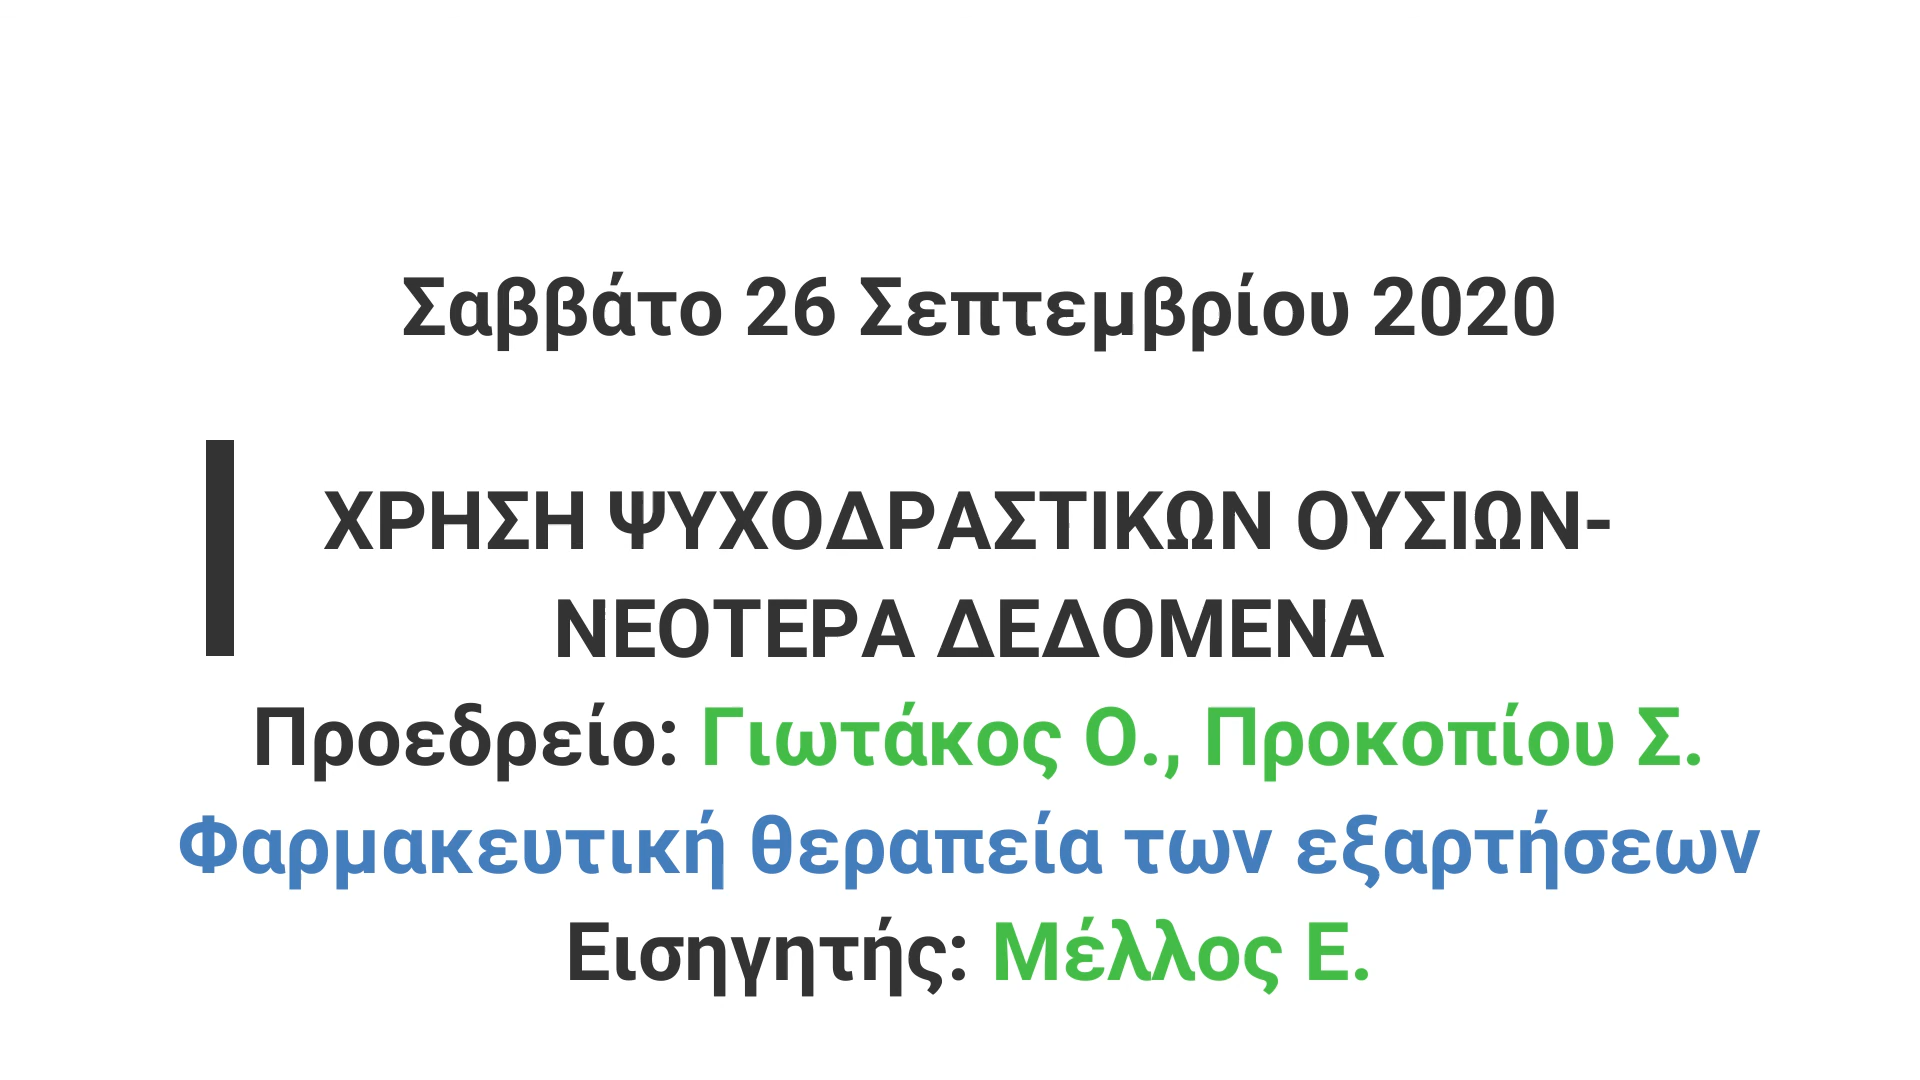 Σαββάτο 26 Σεπτεμβρίου 2020
ΧΡΗΣΗ ΨΥΧΟΔΡΑΣΤΙΚΩΝ ΟΥΣΙΩΝ-
ΝΕΟΤΕΡΑ ΔΕΔΟΜΕΝΑ
Προεδρείο: Γιωτάκος Ο., Προκοπίου Σ.
Φαρμακευτική θεραπεία των εξαρτήσεων
Εισηγητής: Μέλλος Ε.